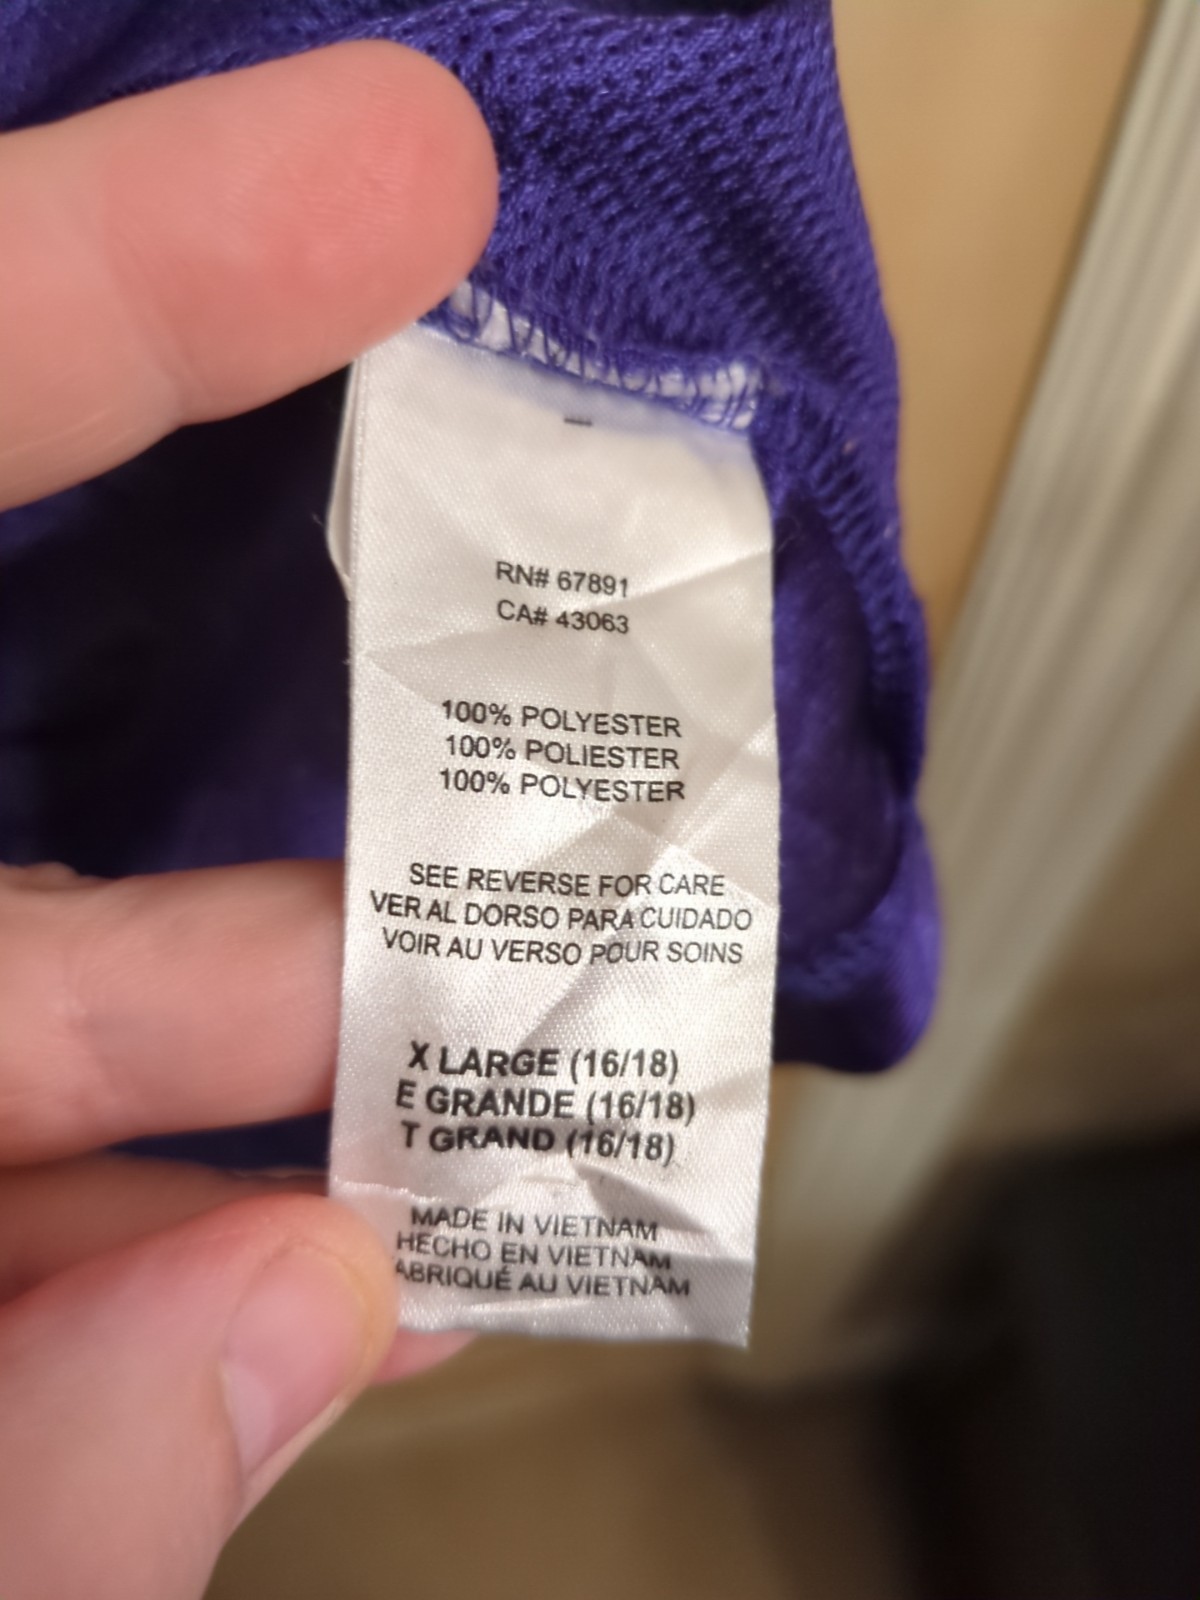 RN# 67891
CA# 43063
100% POLYESTER
100% POLIESTER
100% POLYESTER
SEE REVERSE FOR CARE
VER AL DORSO PARA CUIDADO
VOIR AU VERSO POUR SOINS
X LARGE (16/18)
E GRANDE (16/18)
T GRAND (16/18)
MADE IN VIETNAM
HECHO EN VIETNAM
ABRIQUÉ AU VIETNAM